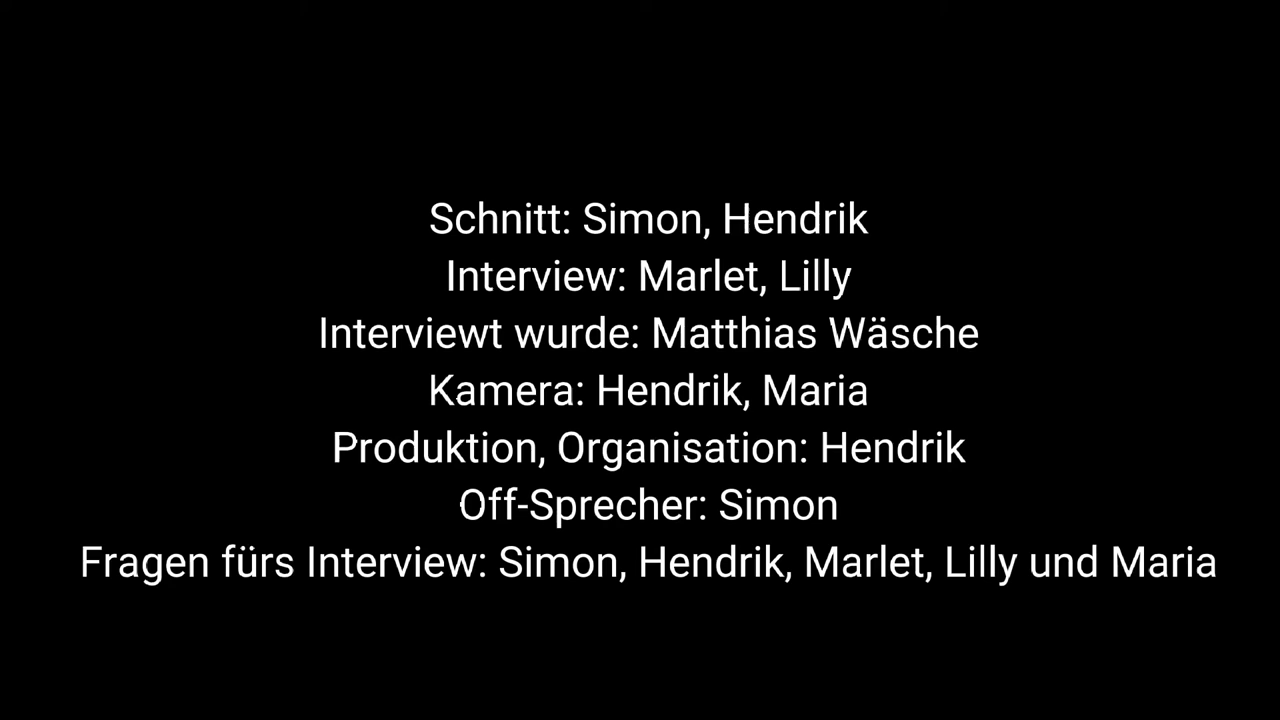 Schnitt: Simon, Hendrik
Interview: Marlet, Lilly
Interviewt wurde: Matthias Wäsche
Kamera: Hendrik, Maria
Produktion, Organisation: Hendrik
Off-Sprecher: Simon
Fragen fürs Interview: Simon, Hendrik, Marlet, Lilly und Maria